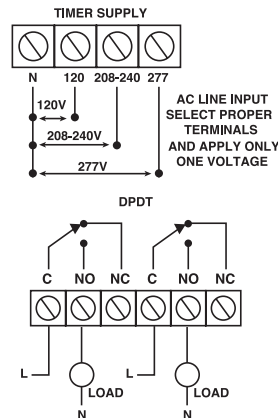 TIMER SUPPLY
N 120 208-240 277
120V
208-240V
277V
AC LINE INPUT
SELECT PROPER
TERMINALS
AND APPLY ONLY
ONE VOLTAGE
DPDT
C NO NC C NO NC
L L
LOAD LOAD
N N